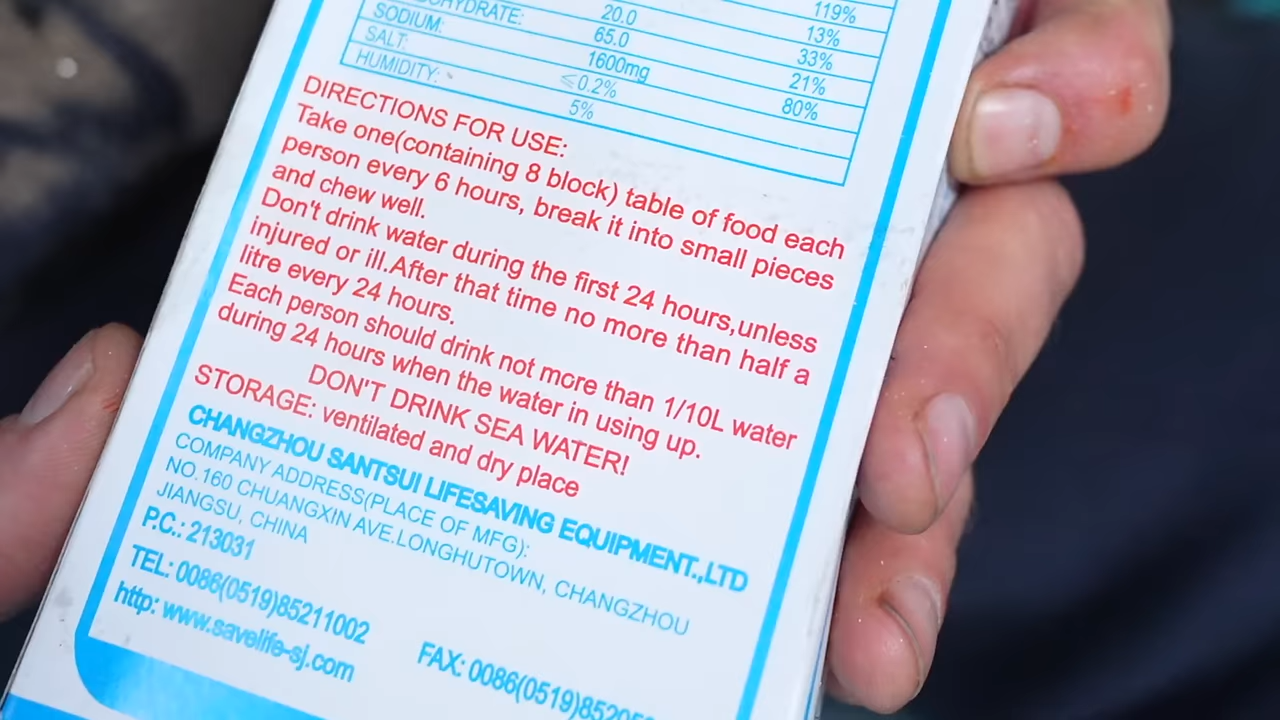 119%
20.0 13%
SODIUM: 65.0 33%
SALT: 1600mg 21%
HUMIDITY: ≤0.2% 80%
5%
DIRECTIONS FOR USE:
Take one(containing 8 block) table of food each
person every 6 hours, break it into small pieces
and chew well.
Don't drink water during the first 24 hours,unless
injured or ill.After that time no more than half a
litre every 24 hours.
Each person should drink not more than 1/10L water
during 24 hours when the water in using up.
DON'T DRINK SEA WATER!
STORAGE: ventilated and dry place
CHANGZHOU SANTSUI LIFESAVING EQUIPMENT.,LTD
COMPANY ADDRESS(PLACE OF MFG):
NO.160 CHUANGXIN AVE.LONGHUTOWN, CHANGZHOU
JIANGSU, CHINA
P.C.: 213031
TEL: 0086(0519)85211002
FAX: 0086(0519)
http: www.savelife-sj.com